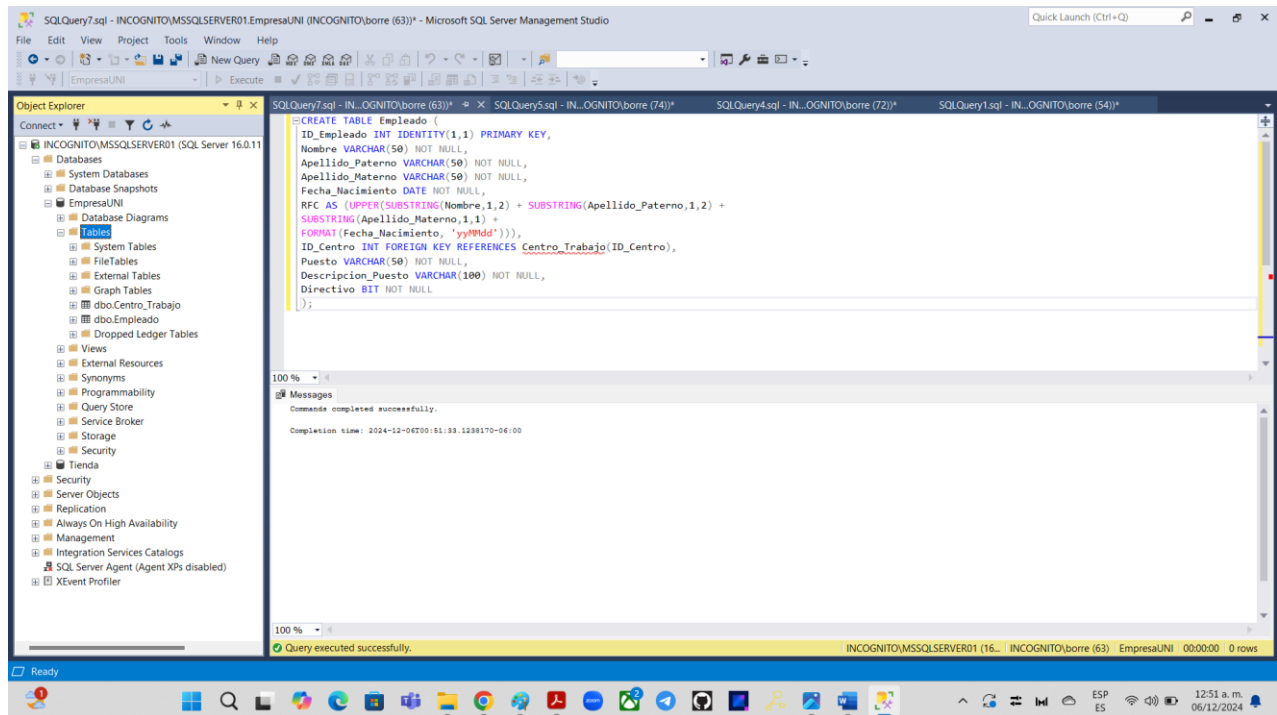 SQLQuery7.sql - INCOGNITO\MSSQLSERVER01.EmpresaUNI (INCOGNITO\borre (63))* - Microsoft SQL Server Management Studio
Quick Launch (Ctrl+Q)
File Edit View Project Tools Window Help
New Query
EmpresaUNI
Execute
Object Explorer
Connect
INCOGNITO\MSSQLSERVER01 (SQL Server 16.0.11
Databases
System Databases
Database Snapshots
EmpresaUNI
Database Diagrams
Tables
System Tables
FileTables
External Tables
Graph Tables
dbo.Centro_Trabajo
dbo.Empleado
Dropped Ledger Tables
Views
External Resources
Synonyms
Programmability
Query Store
Service Broker
Storage
Security
Tienda
Security
Server Objects
Replication
Always On High Availability
Management
Integration Services Catalogs
SQL Server Agent (Agent XPs disabled)
XEvent Profiler
SQLQuery7.sql - IN...OGNITO\borre (63))* SQLQuery5.sql - IN...OGNITO\borre (74))* SQLQuery4.sql - IN...OGNITO\borre (72))* SQLQuery1.sql - IN...OGNITO\borre (54))*
CREATE TABLE Empleado (
ID_Empleado INT IDENTITY(1,1) PRIMARY KEY,
Nombre VARCHAR(50) NOT NULL,
Apellido_Paterno VARCHAR(50) NOT NULL,
Apellido_Materno VARCHAR(50) NOT NULL,
Fecha_Nacimiento DATE NOT NULL,
RFC AS (UPPER(SUBSTRING(Nombre,1,2) + SUBSTRING(Apellido_Paterno,1,2) +
SUBSTRING(Apellido_Materno,1,1) +
FORMAT(Fecha_Nacimiento, 'yyMMdd'))),
ID_Centro INT FOREIGN KEY REFERENCES Centro_Trabajo(ID_Centro),
Puesto VARCHAR(50) NOT NULL,
Descripcion_Puesto VARCHAR(100) NOT NULL,
Directivo BIT NOT NULL
);
100 %
Messages
Commands completed successfully.
Completion time: 2024-12-06T00:51:33.1238170-06:00
100 %
Query executed successfully.
INCOGNITO\MSSQLSERVER01 (16... INCOGNITO\borre (63) EmpresaUNI 00:00:00 0 rows
Ready
ESP
ES
12:51 a. m.
06/12/2024